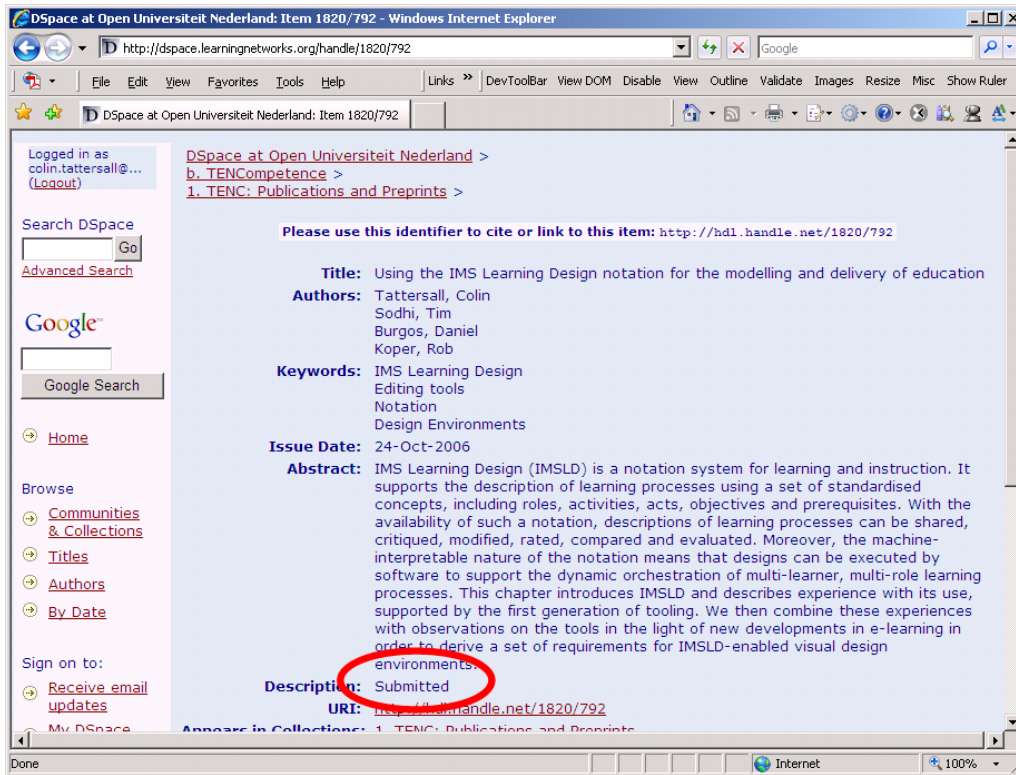 DSpace at Open Universiteit Nederland: Item 1820/792 - Windows Internet Explorer
http://dspace.learningnetworks.org/handle/1820/792
Google
File Edit View Favorites Tools Help
Links » DevToolBar View DOM Disable View Outline Validate Images Resize Misc Show Ruler
DSpace at Open Universiteit Nederland: Item 1820/792
Logged in as
colin.tattersall@...
(Logout)
Search DSpace
Go
Advanced Search
Google™
Google Search
Home
Browse
Communities
& Collections
Titles
Authors
By Date
Sign on to:
Receive email
updates
My DSpace
DSpace at Open Universiteit Nederland >
b. TENCompetence >
1. TENC: Publications and Preprints >
Please use this identifier to cite or link to this item: http://hdl.handle.net/1820/792
Title: Using the IMS Learning Design notation for the modelling and delivery of education
Authors: Tattersall, Colin
Sodhi, Tim
Burgos, Daniel
Koper, Rob
Keywords: IMS Learning Design
Editing tools
Notation
Design Environments
Issue Date: 24-Oct-2006
Abstract: IMS Learning Design (IMSLD) is a notation system for learning and instruction. It
supports the description of learning processes using a set of standardised
concepts, including roles, activities, acts, objectives and prerequisites. With the
availability of such a notation, descriptions of learning processes can be shared,
critiqued, modified, rated, compared and evaluated. Moreover, the machine-
interpretable nature of the notation means that designs can be executed by
software to support the dynamic orchestration of multi-learner, multi-role learning
processes. This chapter introduces IMSLD and describes experience with its use,
supported by the first generation of tooling. We then combine these experiences
with observations on the tools in the light of new developments in e-learning in
order to derive a set of requirements for IMSLD-enabled visual design
environments.
Description: Submitted
URI: http://hdl.handle.net/1820/792
Appears in Collections: 1. TENC: Publications and Preprints
Done
Internet
100%